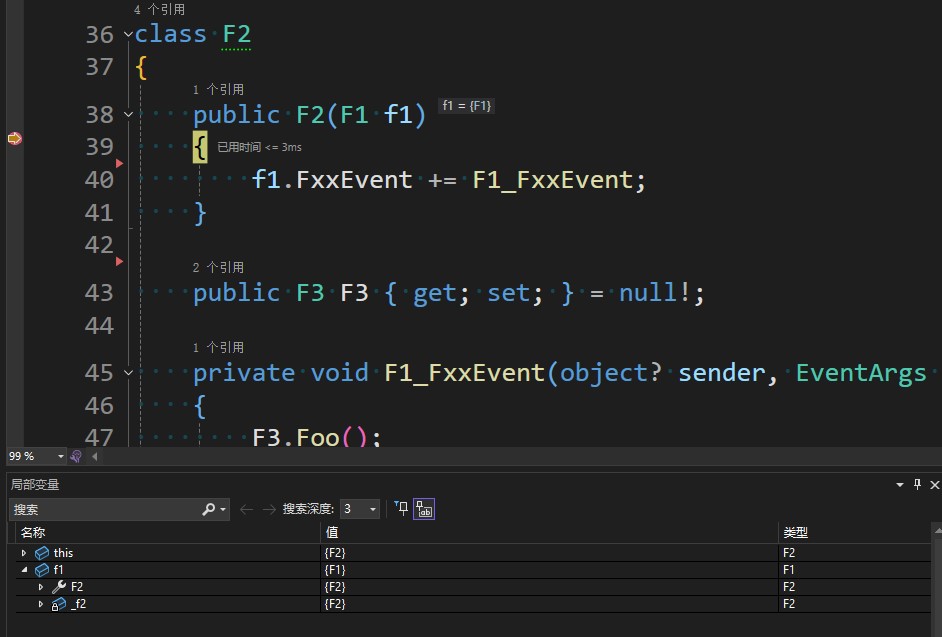 4 个引用
36 class F2
37 {
1 个引用
38 public F2(F1 f1) f1 = {F1}
39 { 已用时间 <= 3ms
40 f1.FxxEvent += F1_FxxEvent;
41 }
42
2 个引用
43 public F3 F3 { get; set; } = null!;
44
1 个引用
45 private void F1_FxxEvent(object? sender, EventArgs
46 {
47 F3.Foo();
99 %
局部变量
搜索 搜索深度: 3
名称 值 类型
this {F2} F2
f1 {F1} F1
F2 {F2} F2
_f2 {F2} F2